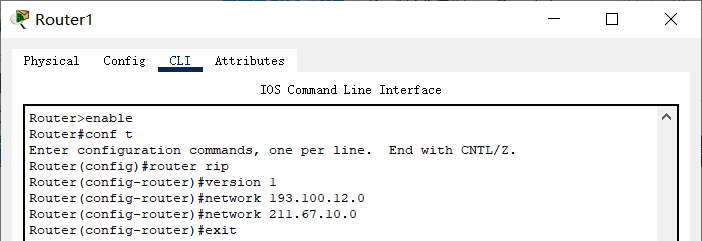 Router1
Physical Config CLI Attributes
IOS Command Line Interface
Router>enable
Router#conf t
Enter configuration commands, one per line.  End with CNTL/Z.
Router(config)#router rip
Router(config-router)#version 1
Router(config-router)#network 193.100.12.0
Router(config-router)#network 211.67.10.0
Router(config-router)#exit